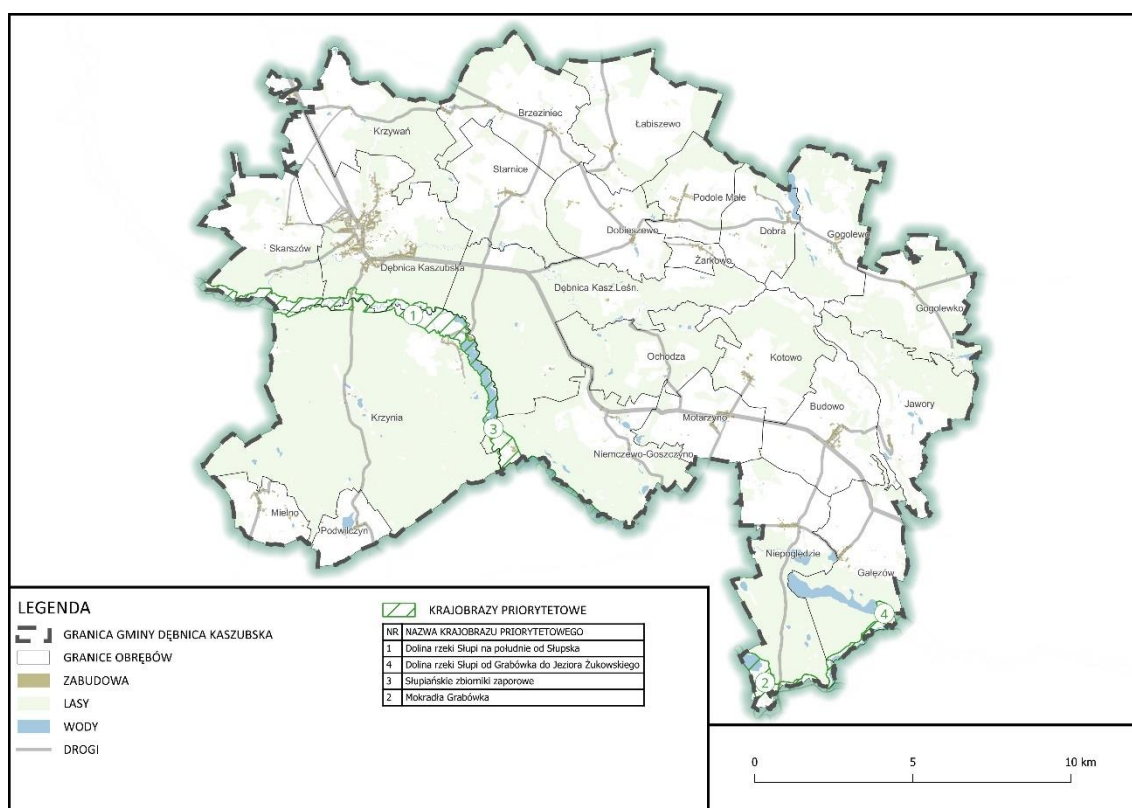 Brzeziniec
Łabiszewo
Krzywań
Starnice
Podole Małe
Dobieszewo
Dobra
Gogolewo
Skarszów
Żarkowo
Dębnica Kaszubska
Dębnica Kasz.Leśn.
Gogolewko
1
Ochodza
Kotowo
Krzynia
Motarzyno
Budowo
Jawory
3
Niemczewo-Goszczyno
Mielno
Podwilczyn
Niepoględzie
Gałęzów
4
2
LEGENDA
GRANICA GMINY DĘBNICA KASZUBSKA
GRANICE OBRĘBÓW
ZABUDOWA
LASY
WODY
DROGI
KRAJOBRAZY PRIORYTETOWE
NR NAZWA KRAJOBRAZU PRIORYTETOWEGO
1 Dolina rzeki Słupi na południe od Słupska
4 Dolina rzeki Słupi od Grabówka do Jeziora Żukowskiego
3 Słupiańskie zbiorniki zaporowe
2 Mokradła Grabówka
0 5 10 km